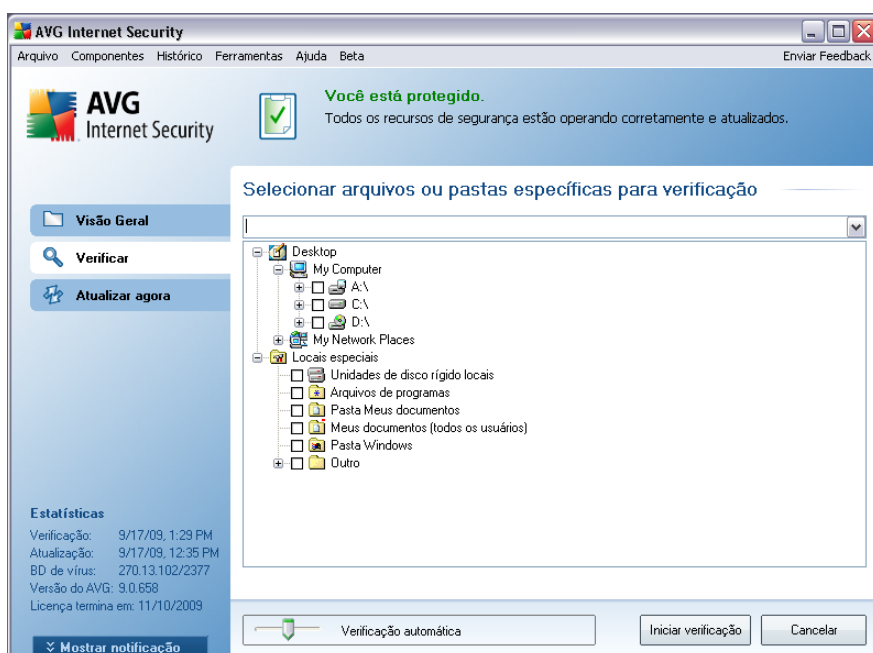 AVG Internet Security
Arquivo Componentes Histórico Ferramentas Ajuda Beta Enviar Feedback
AVG
Internet Security
Você está protegido.
Todos os recursos de segurança estão operando corretamente e atualizados.
Visão Geral
Verificar
Atualizar agora
Selecionar arquivos ou pastas específicas para verificação
Desktop
My Computer
A:\
C:\
D:\
My Network Places
Locais especiais
Unidades de disco rígido locais
Arquivos de programas
Pasta Meus documentos
Meus documentos (todos os usuários)
Pasta Windows
Outro
Estatísticas
Verificação: 9/17/09, 1:29 PM
Atualização: 9/17/09, 12:35 PM
BD de vírus: 270.13.102/2377
Versão do AVG: 9.0.658
Licença termina em: 11/10/2009
Mostrar notificação
Verificação automática
Iniciar verificação
Cancelar